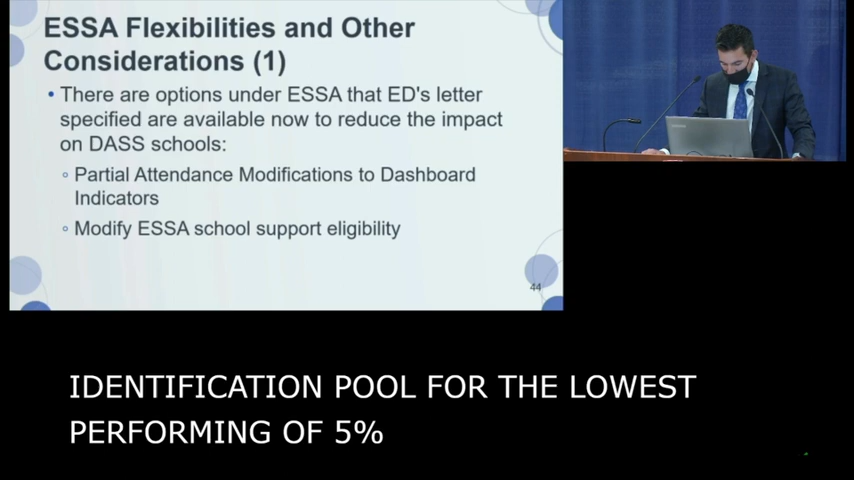 ESSA Flexibilities and Other
Considerations (1)
• There are options under ESSA that ED's letter
specified are available now to reduce the impact
on DASS schools:
◦ Partial Attendance Modifications to Dashboard
Indicators
◦ Modify ESSA school support eligibility
44
IDENTIFICATION POOL FOR THE LOWEST
PERFORMING OF 5%